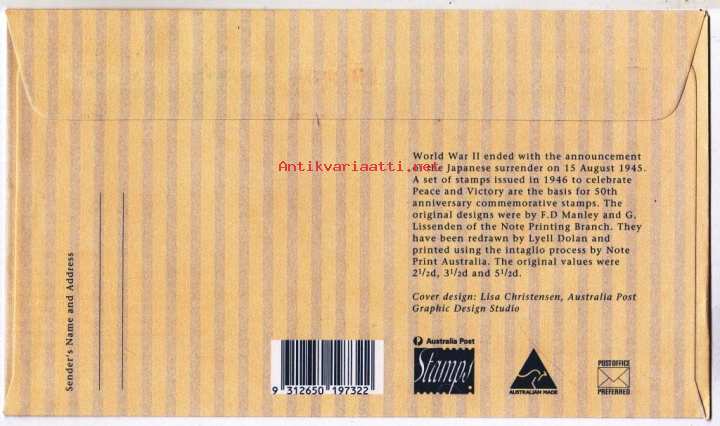 World War II ended with the announcement
of the Japanese surrender on 15 August 1945.
Antikvariaatti.net
A set of stamps issued in 1946 to celebrate
Peace and Victory are the basis for 50th
anniversary commemorative stamps. The
original designs were by F.D Manley and G.
Lissenden of the Note Printing Branch. They
have been redrawn by Lyell Dolan and
printed using the intaglio process by Note
Print Australia. The original values were
2½d, 3½d and 5½d.
Cover design: Lisa Christensen, Australia Post
Graphic Design Studio
Sender's Name and Address
9 312650 197322
Australia Post
Stamps!
AUSTRALIAN MADE
POST OFFICE
PREFERRED